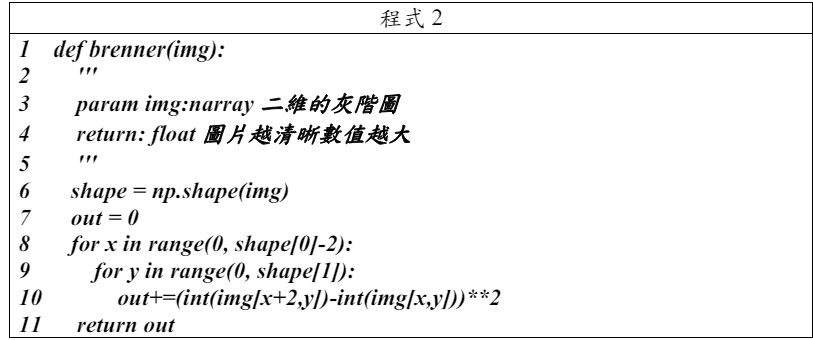 程式 2
1 def brenner(img):
2 '''
3 param img:narray 二維的灰階圖
4 return: float 圖片越清晰數值越大
5 '''
6 shape = np.shape(img)
7 out = 0
8 for x in range(0, shape[0]-2):
9 for y in range(0, shape[1]):
10 out+=(int(img[x+2,y])-int(img[x,y]))**2
11 return out